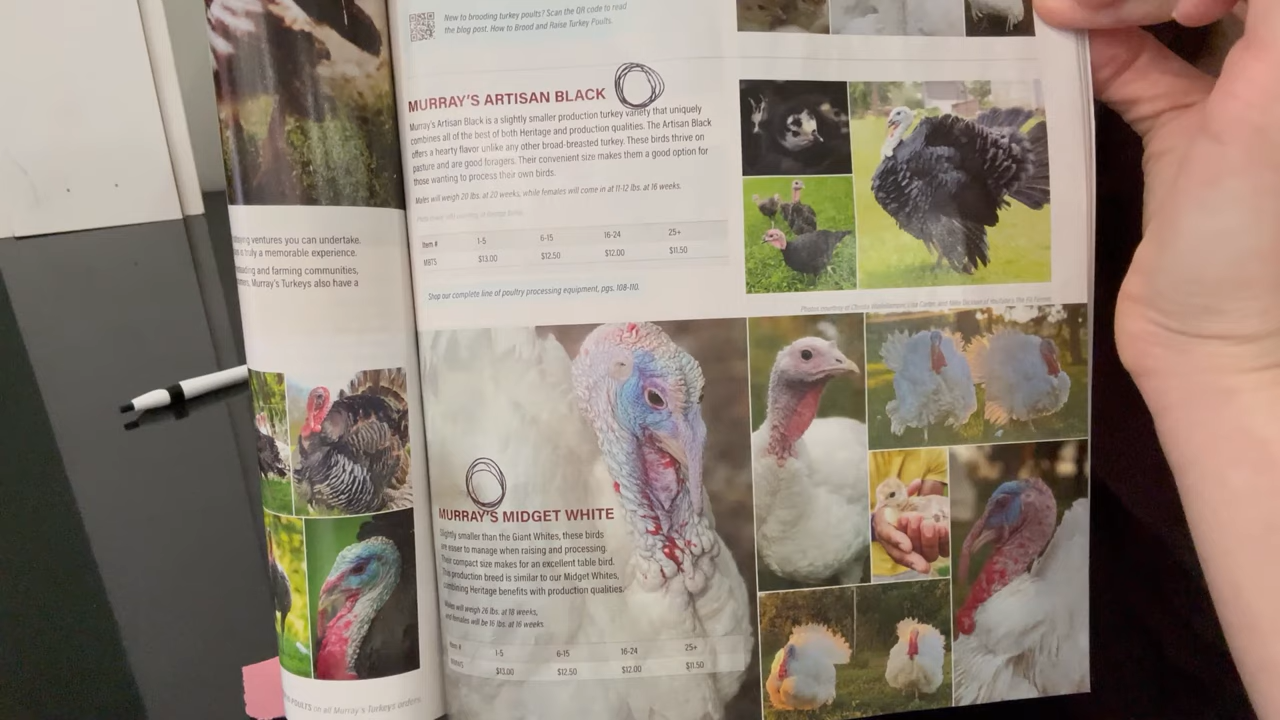 New to brooding turkey poults? Scan the QR code to read
the blog post. How to Brood and Raise Turkey Poults.
MURRAY'S ARTISAN BLACK
Murray's Artisan Black is a slightly smaller production turkey variety that uniquely
combines all of the best of both Heritage and production qualities. The Artisan Black
offers a hearty flavor unlike any other broad-breasted turkey. These birds thrive on
pasture and are good foragers. Their convenient size makes them a good option for
those wanting to process their own birds.
Males will weigh 20 lbs. at 20 weeks, while females will come in at 11-12 lbs. at 16 weeks.
Item # 1-5 6-15 16-24 25+
MBTS $13.00 $12.50 $12.00 $11.50
Shop our complete line of poultry processing equipment, pgs. 108-110.
Photos courtesy of
ventures you can undertake.
is truly a memorable experience.
and farming communities,
Murray's Turkeys also have a
MURRAY'S MIDGET WHITE
Slightly smaller than the Giant Whites, these birds
are easier to manage when raising and processing.
Their compact size makes for an excellent table bird.
This production breed is similar to our Midget Whites,
combining Heritage benefits with production qualities.
Males will weigh 26 lbs. at 18 weeks,
and females will be 16 lbs. at 16 weeks.
Item # 1-5 6-15 16-24 25+
$13.00 $12.50 $12.00 $11.50
POULTS on all Murray's Turkeys orders.